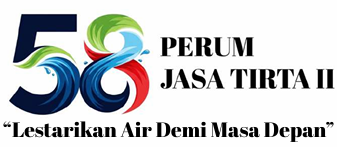 58
PERUM
JASA TIRTA II
“Lestarikan Air Demi Masa Depan”